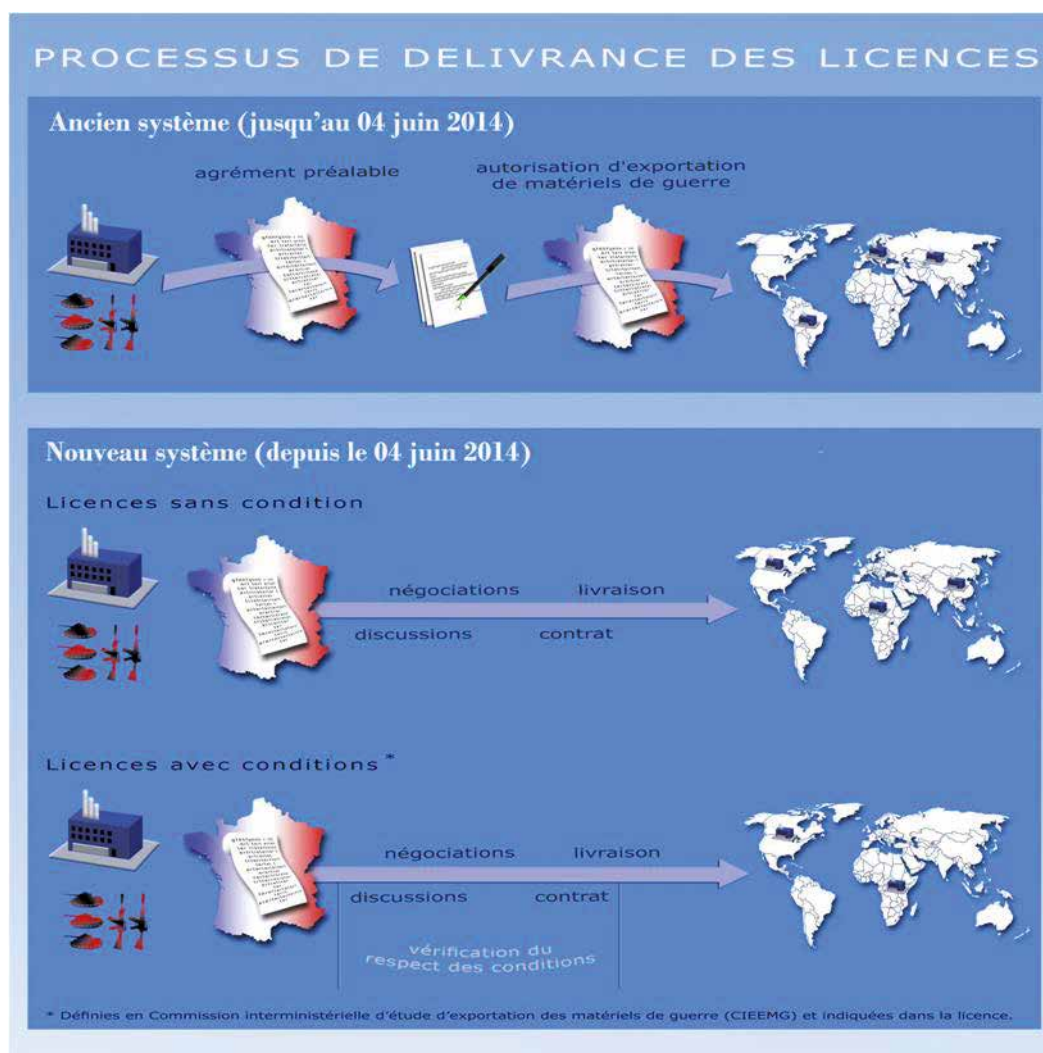 PROCESSUS DE DELIVRANCE DES LICENCES
Ancien système (jusqu'au 04 juin 2014)
agrément préalable
autorisation d'exportation
de matériels de guerre
Nouveau système (depuis le 04 juin 2014)
Licences sans condition
négociations livraison
discussions contrat
Licences avec conditions *
négociations livraison
discussions contrat
vérification du
respect des conditions
* Définies en Commission interministérielle d'étude d'exportation des matériels de guerre (CIEEMG) et indiquées dans la licence.